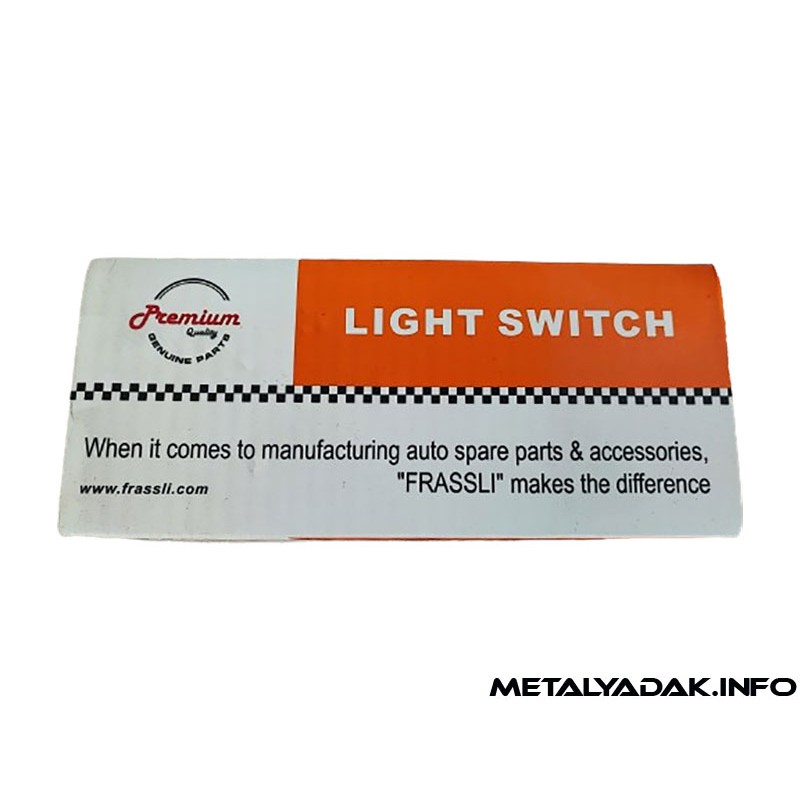 Premium
Quality
GENUINE PARTS
LIGHT SWITCH
When it comes to manufacturing auto spare parts & accessories,
www.frassli.com
"FRASSLI" makes the difference
METALYADAK.INFO